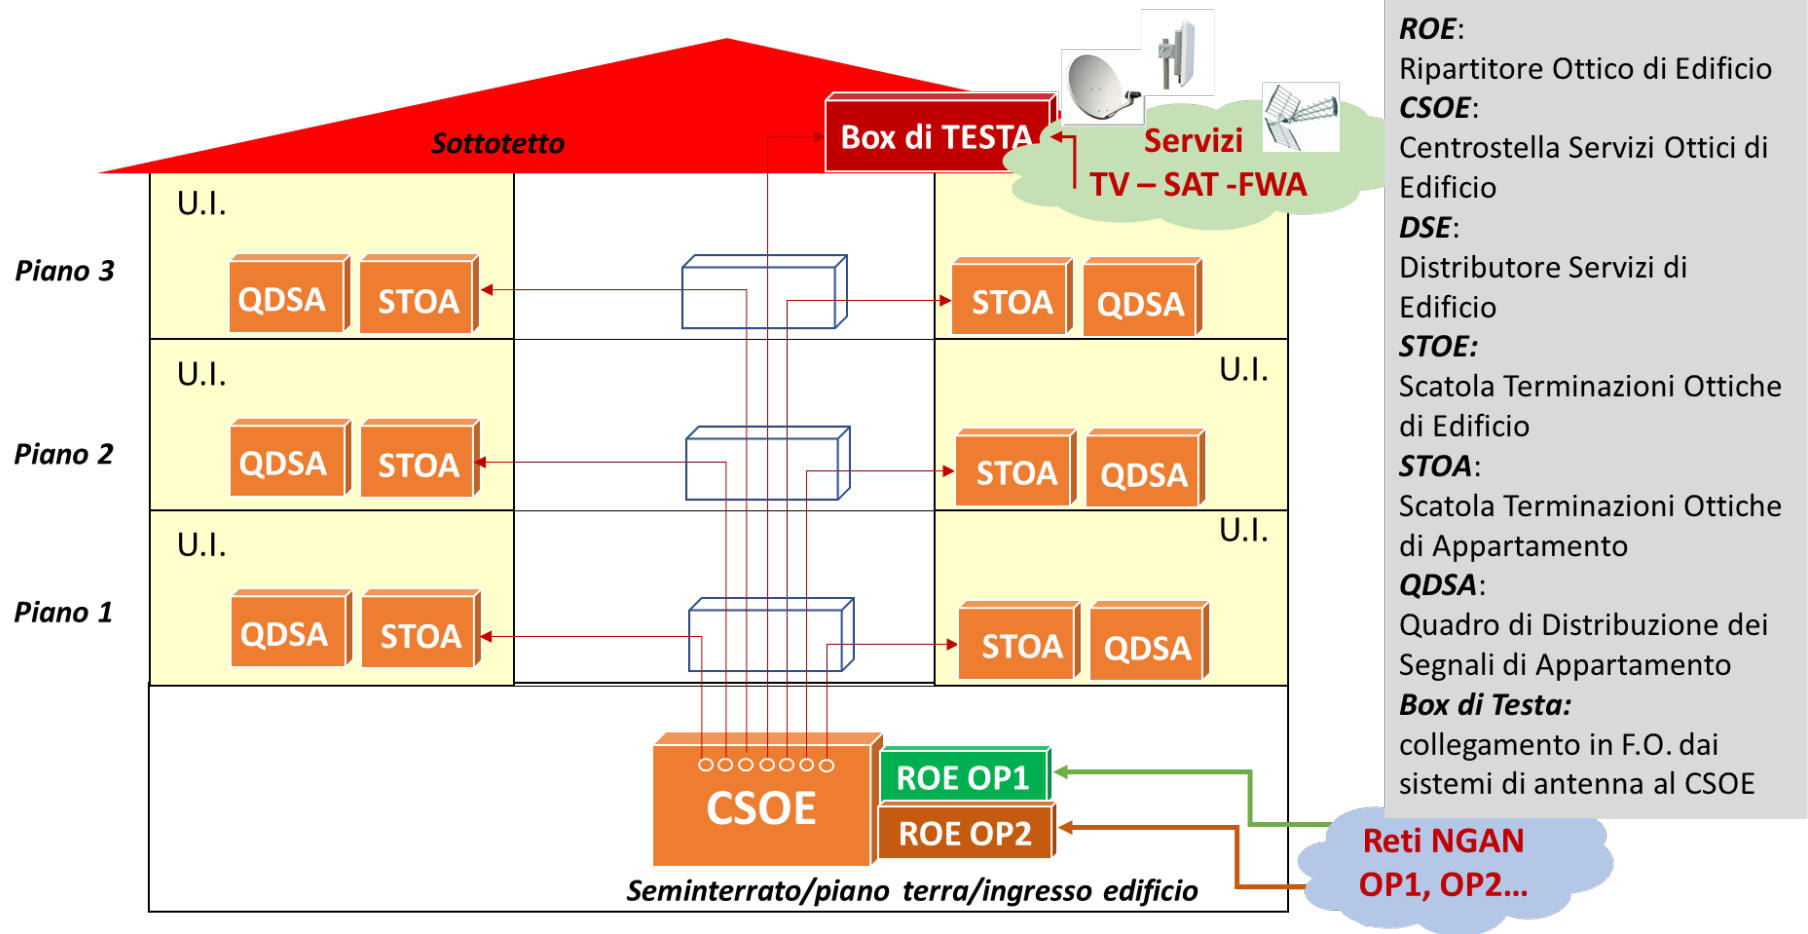 Sottotetto
Box di TESTA
Servizi
TV – SAT -FWA
Piano 3
U.I.
QDSA
STOA
STOA
QDSA
Piano 2
U.I.
QDSA
STOA
U.I.
STOA
QDSA
Piano 1
U.I.
QDSA
STOA
U.I.
STOA
QDSA
CSOE
ROE OP1
ROE OP2
Seminterrato/piano terra/ingresso edificio
Reti NGAN
OP1, OP2...
ROE:
Ripartitore Ottico di Edificio
CSOE:
Centrostella Servizi Ottici di
Edificio
DSE:
Distributore Servizi di
Edificio
STOE:
Scatola Terminazioni Ottiche
di Edificio
STOA:
Scatola Terminazioni Ottiche
di Appartamento
QDSA:
Quadro di Distribuzione dei
Segnali di Appartamento
Box di Testa:
collegamento in F.O. dai
sistemi di antenna al CSOE